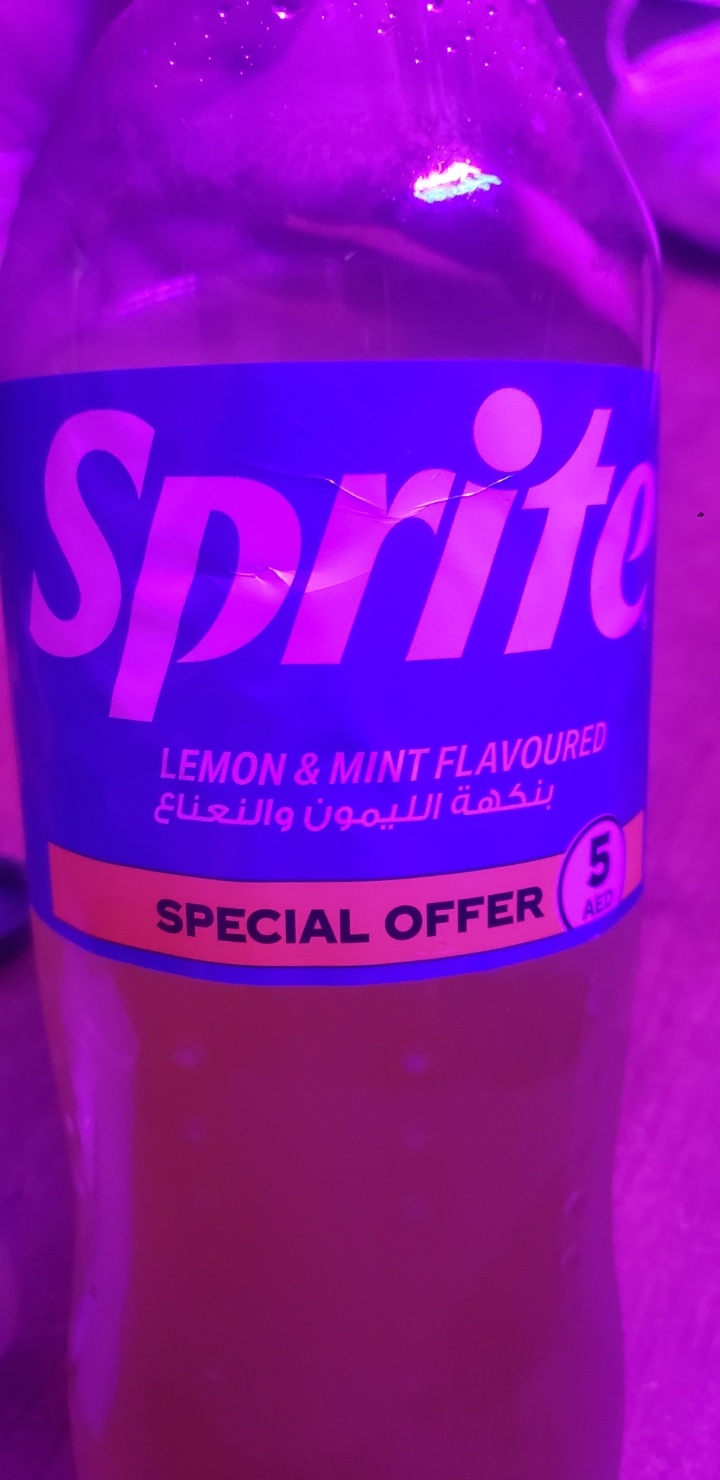 Sprite
LEMON & MINT FLAVOURED
بنكهة الليمون والنعناع
SPECIAL OFFER
5
AED